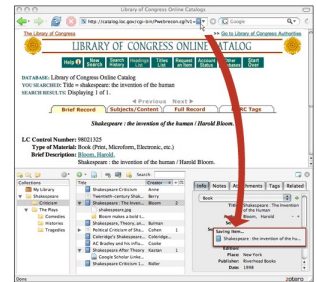 Library of Congress Online Catalog
http://catalog.loc.gov/cgi-bin/Pwebrecon.cgi?v1=
Google
The Library of Congress
>> Go to Library of Congress Authorities
LIBRARY OF CONGRESS ONLINE CATALOG
Help
New Search
Search History
Headings List
Titles List
Request an Item
Account Status
Other
Start Over
DATABASE: Library of Congress Online Catalog
YOU SEARCHED: Title = shakespeare: the invention of the human
SEARCH RESULTS: Displaying 1 of 1.
Previous Next
Brief Record
Subjects/Content
Full Record
MARC Tags
Shakespeare : the invention of the human / Harold Bloom.
LC Control Number: 98021325
Type of Material: Book (Print, Microform, Electronic, etc.)
Brief Description: Bloom, Harold.
Shakespeare : the invention of the human / Harold Bloom.
Search:
Collections
My Library
Shakespeare
Criticism
The Plays
Comedies
Histories
Tragedies
Title
Creator
Shakespeare Criticism
Twentieth-century Shak...
Berry
Shakespeare : The Inven...
Bloom
2
shakespeare.jpg
Bloom makes a bold t...
Shakespeare, Theory, an...
Bulman
Political Criticism of Sha...
Cohen
1
Coleridge's Shakespeare...
Coleridge...
AC Bradley and his influ...
Cooke
Shakespeare After Theory
Kastan
1
Google Scholar Linke...
Shakespeare Criticism 1...
Ridler
Info
Notes
Attachments
Tags
Related
Book
Title: Shakespeare : The Invention of the Human
Bloom, Harold
Saving Item...
Shakespeare : the invention of the hu...
Edition:
Place: New York
Publisher: Riverhead Books
Date: 1998
Done
zotero